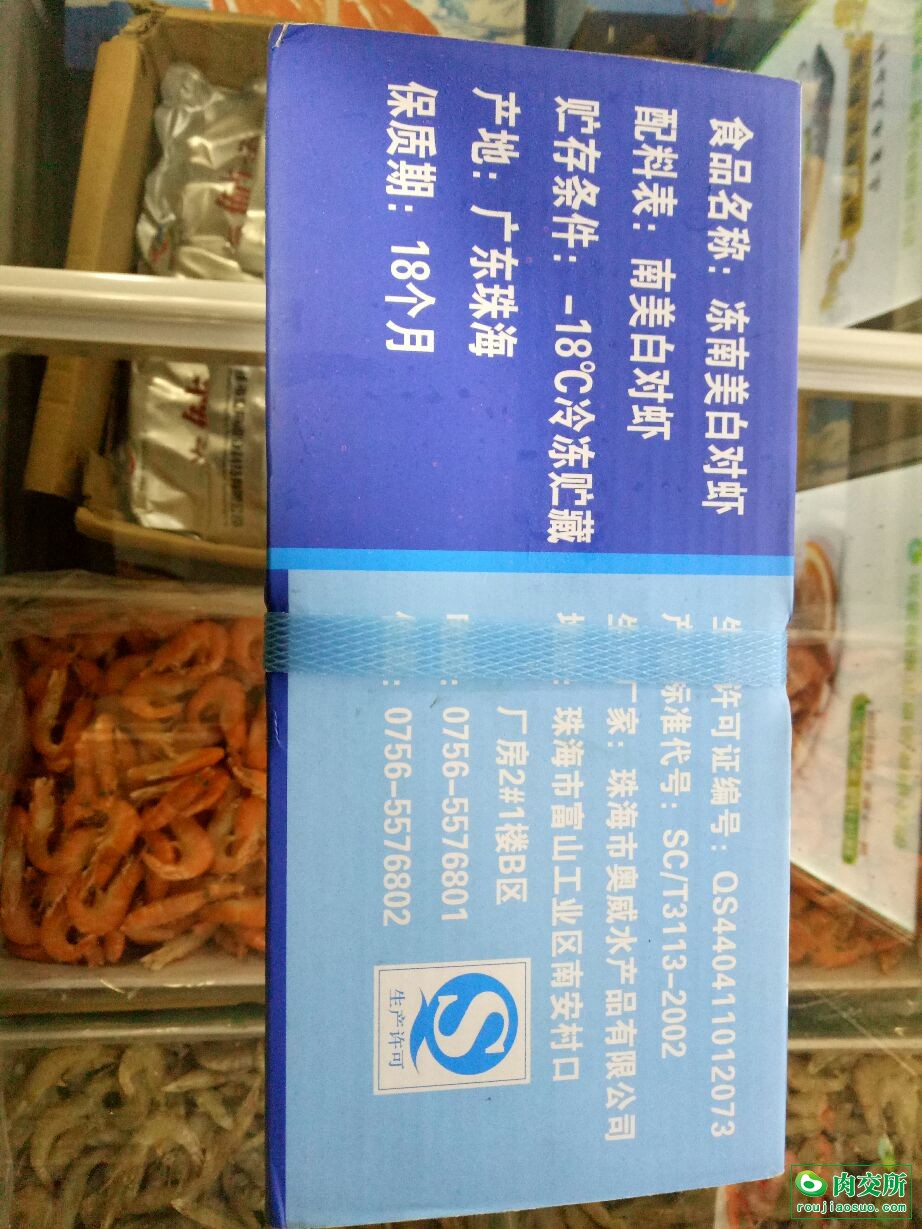 食品名称：冻南美白对虾
配料表：南美白对虾
贮存条件：-18℃冷冻贮藏
产地：广东珠海
保质期：18个月
许可证编号：QS440411012073
标准代号：SC/T3113-2002
厂家：珠海市奥威水产品有限公司
：珠海市富山工业区南安村口
厂房2#1楼B区
：0756-5576801
：0756-5576802
生产许可
肉交所
roujiaosuo.com